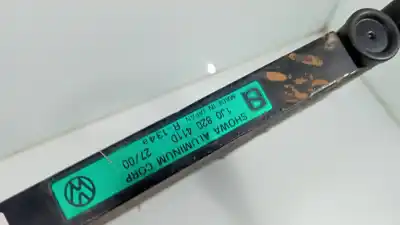 SHOWA ALUMINUM CORP
1J0 820 411D 27/00
MADE IN JAPAN R-134a